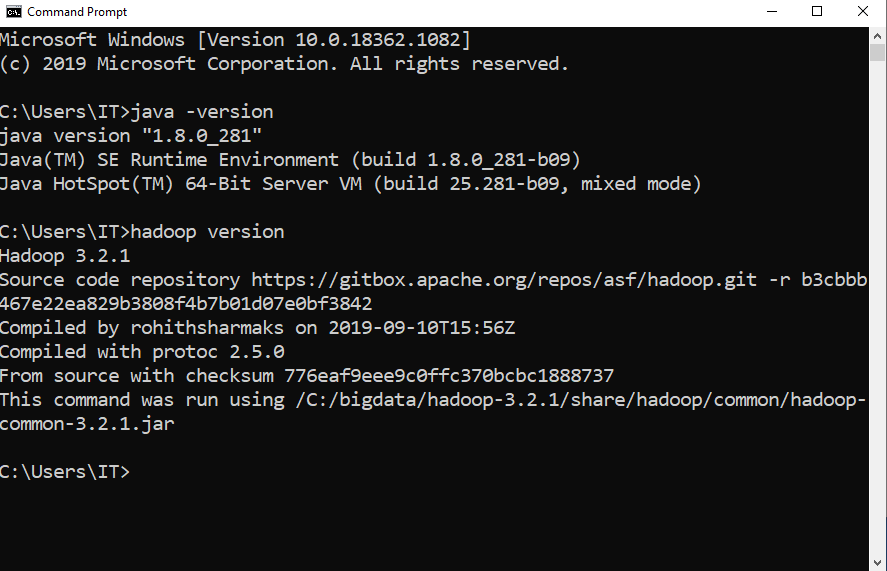 Command Prompt
Microsoft Windows [Version 10.0.18362.1082]
(c) 2019 Microsoft Corporation. All rights reserved.
C:\Users\IT>java -version
java version "1.8.0_281"
Java(TM) SE Runtime Environment (build 1.8.0_281-b09)
Java HotSpot(TM) 64-Bit Server VM (build 25.281-b09, mixed mode)
C:\Users\IT>hadoop version
Hadoop 3.2.1
Source code repository https://gitbox.apache.org/repos/asf/hadoop.git -r b3cbbb
467e22ea829b3808f4b7b01d07e0bf3842
Compiled by rohithsharmaks on 2019-09-10T15:56Z
Compiled with protoc 2.5.0
From source with checksum 776eaf9eee9c0ffc370bcbc1888737
This command was run using /C:/bigdata/hadoop-3.2.1/share/hadoop/common/hadoop-
common-3.2.1.jar
C:\Users\IT>